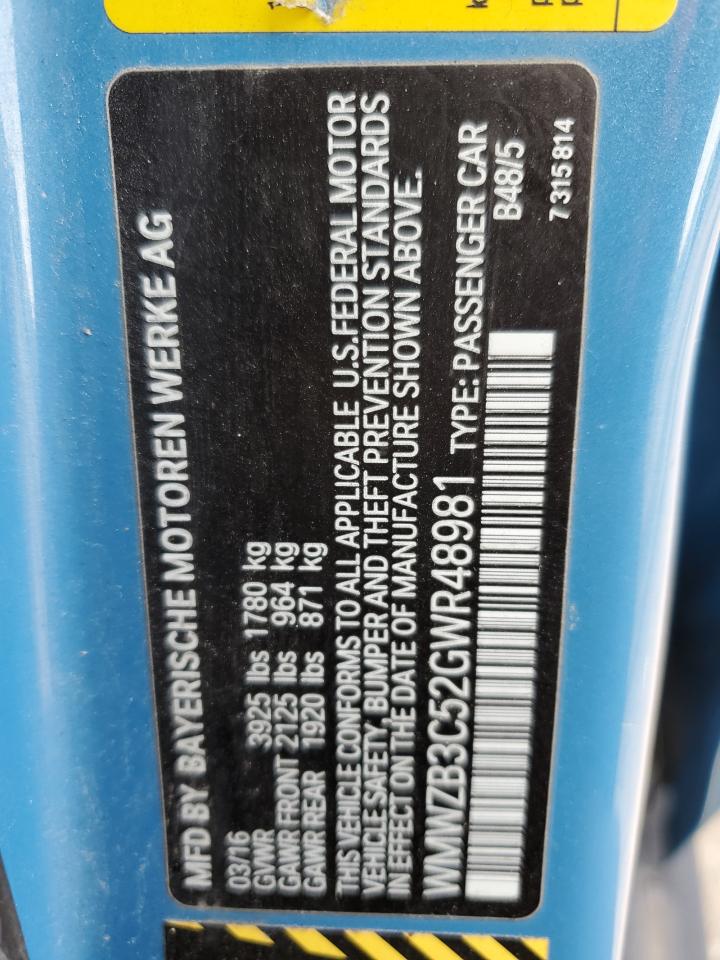 MFD BY BAYERISCHE MOTOREN WERKE AG
03/16
GVWR 3925 lbs 1780 kg
GAWR FRONT 2125 lbs 964 kg
GAWR REAR 1920 lbs 871 kg
THIS VEHICLE CONFORMS TO ALL APPLICABLE U.S.FEDERAL MOTOR
VEHICLE SAFETY, BUMPER AND THEFT PREVENTION STANDARDS
IN EFFECT ON THE DATE OF MANUFACTURE SHOWN ABOVE.
WMWZB3C52GWR48981 TYPE: PASSENGER CAR
B48/5
7 315 814